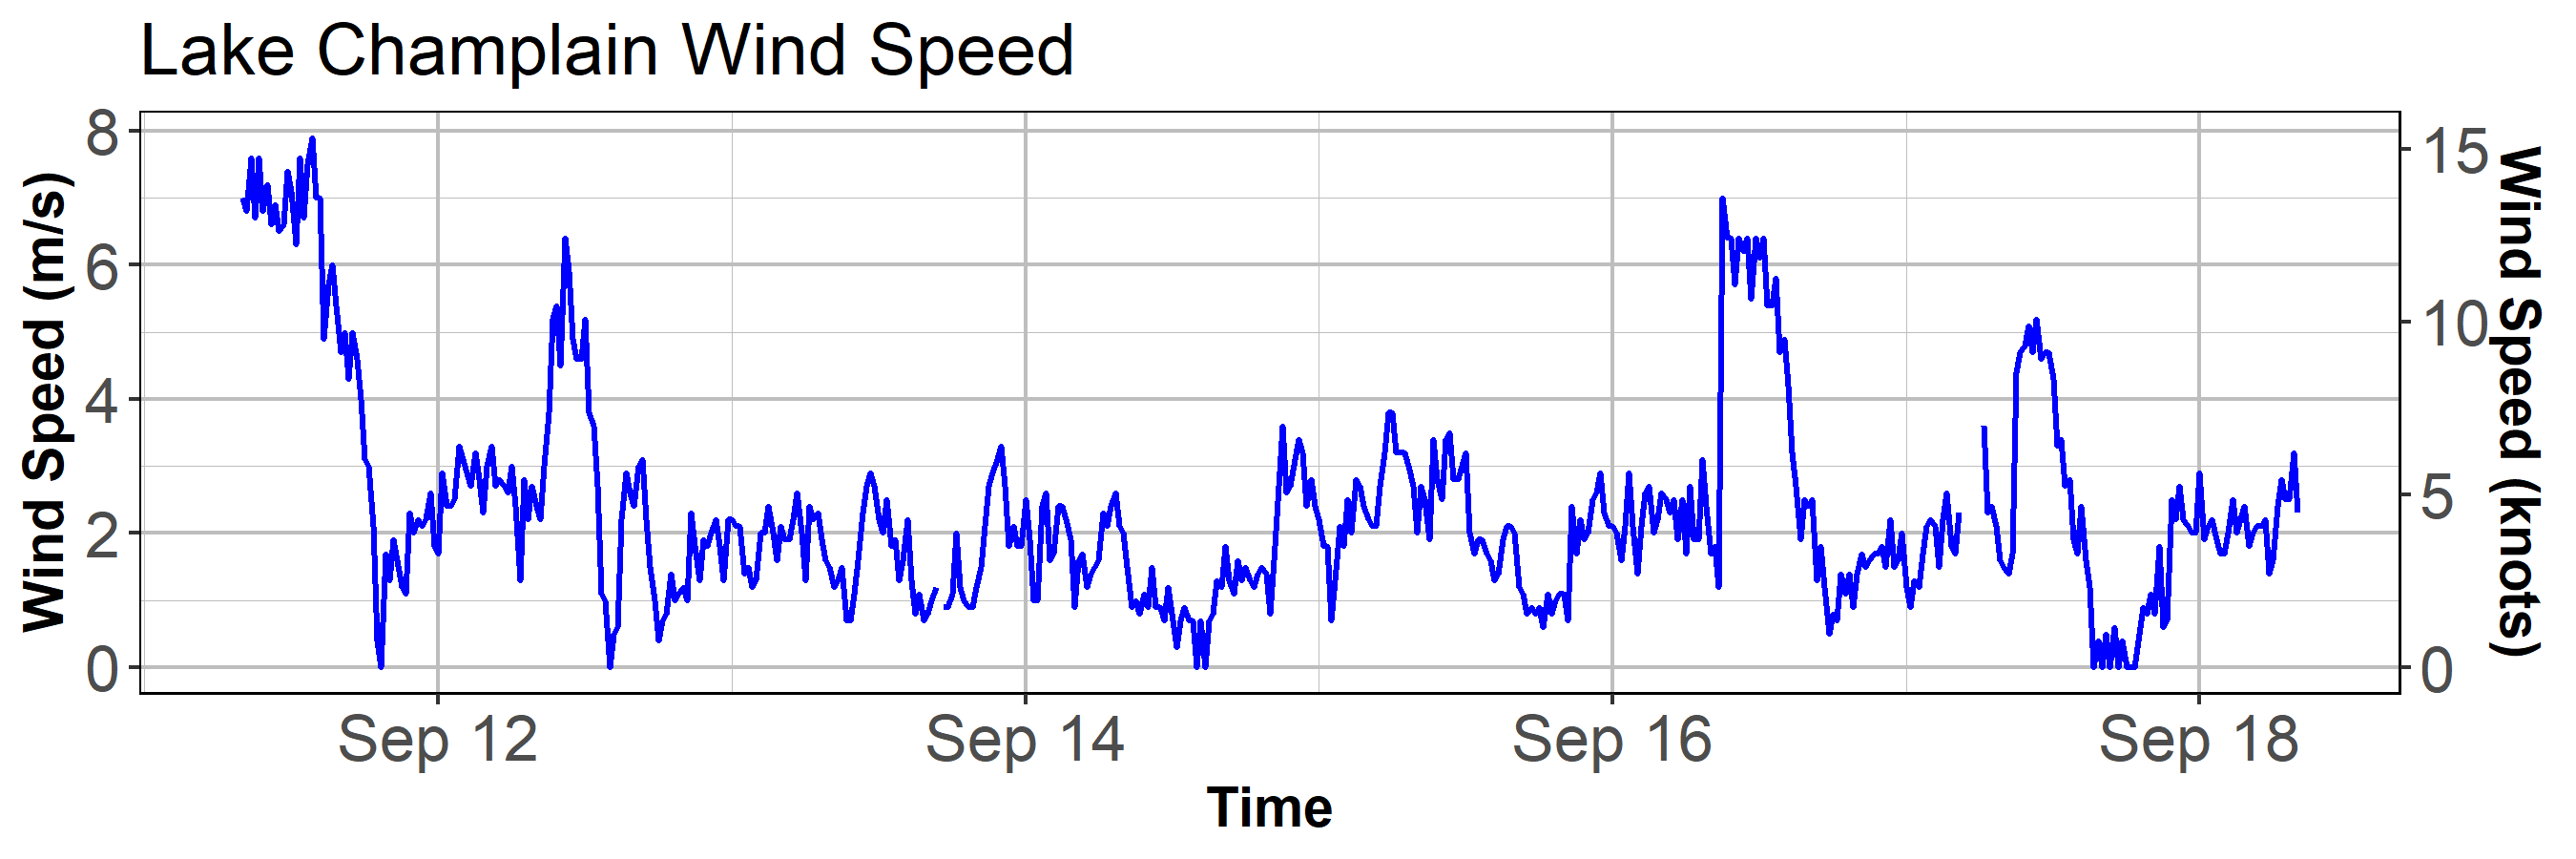 Lake Champlain Wind Speed
Wind Speed (m/s)
8
6
4
2
0
15
10
5
0
Wind Speed (knots)
Sep 12
Sep 14
Sep 16
Sep 18
Time